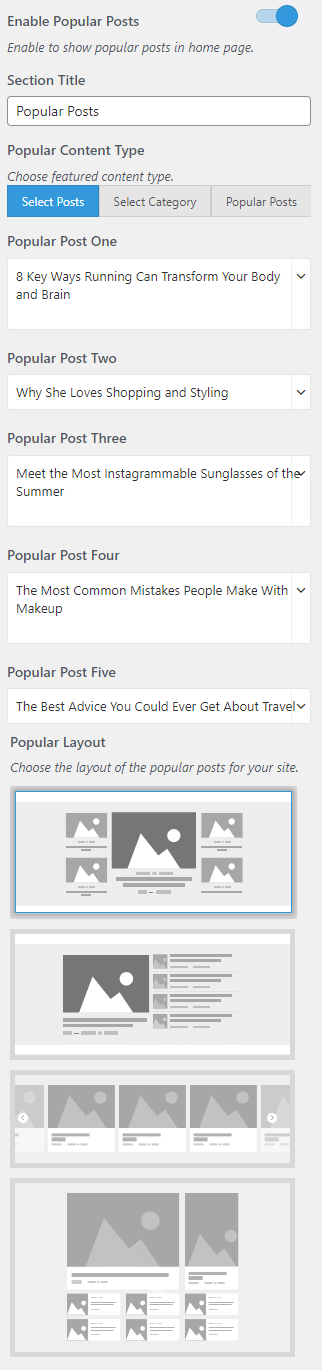 Enable Popular Posts
Enable to show popular posts in home page.
Section Title
Popular Posts
Popular Content Type
Choose featured content type.
Select Posts Select Category Popular Posts
Popular Post One
8 Key Ways Running Can Transform Your Body
and Brain
Popular Post Two
Why She Loves Shopping and Styling
Popular Post Three
Meet the Most Instagrammable Sunglasses of the
Summer
Popular Post Four
The Most Common Mistakes People Make With
Makeup
Popular Post Five
The Best Advice You Could Ever Get About Travel
Popular Layout
Choose the layout of the popular posts for your site.